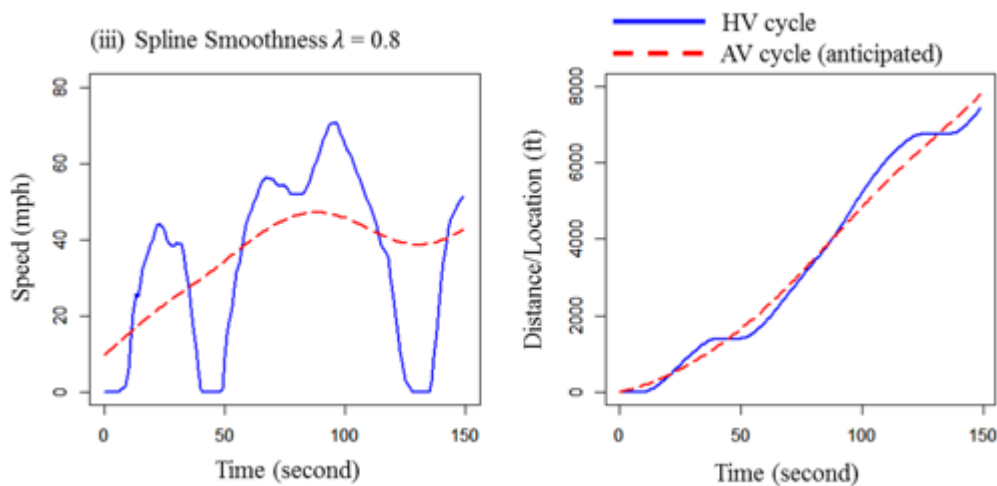 (iii) Spline Smoothness λ = 0.8
HV cycle
AV cycle (anticipated)
Speed (mph)
80
60
40
20
0
0 50 100 150
Time (second)
Distance/Location (ft)
8000
6000
4000
2000
0
0 50 100 150
Time (second)